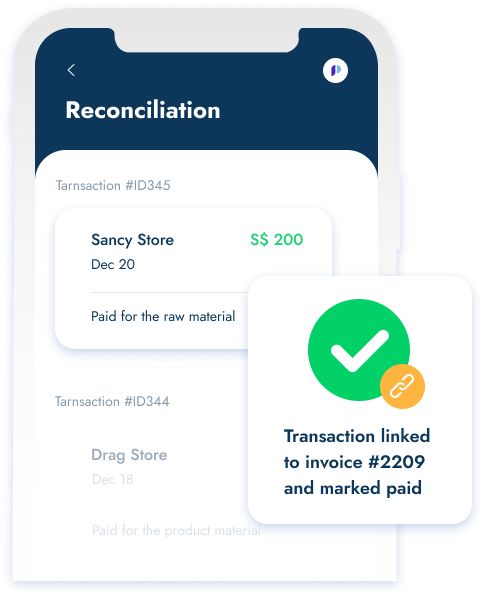 Reconciliation
Tarnsaction #ID345
Sancy Store
S$ 200
Dec 20
Paid for the raw material
Tarnsaction #ID344
Drag Store
Dec 18
Paid for the product material
Transaction linked
to invoice #2209
and marked paid